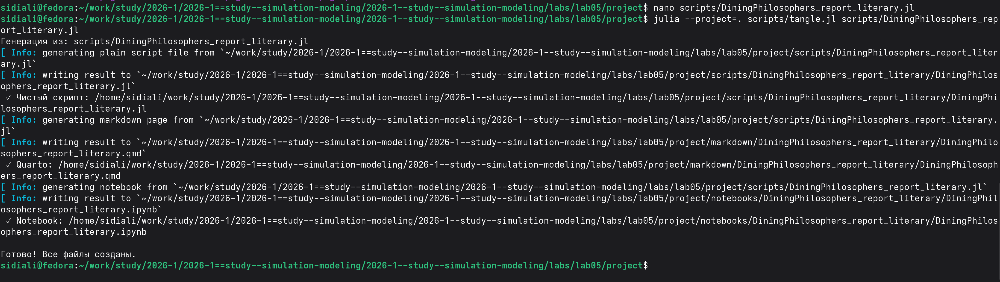 sidiali@fedora:~/work/study/2026-1/2026-1==study--simulation-modeling/2026-1--study--simulation-modeling/labs/lab05/project$ nano scripts/DiningPhilosophers_report_literary.jl
sidiali@fedora:~/work/study/2026-1/2026-1==study--simulation-modeling/2026-1--study--simulation-modeling/labs/lab05/project$ julia --project=. scripts/tangle.jl scripts/DiningPhilosophers_rep
ort_literary.jl
Генерация из: scripts/DiningPhilosophers_report_literary.jl
[ Info: generating plain script file from `~/work/study/2026-1/2026-1==study--simulation-modeling/2026-1--study--simulation-modeling/labs/lab05/project/scripts/DiningPhilosophers_report_liter
ary.jl`
[ Info: writing result to `~/work/study/2026-1/2026-1==study--simulation-modeling/2026-1--study--simulation-modeling/labs/lab05/project/scripts/DiningPhilosophers_report_literary/DiningPhilos
ophers_report_literary.jl`
✓ Чистый скрипт: /home/sidiali/work/study/2026-1/2026-1==study--simulation-modeling/2026-1--study--simulation-modeling/labs/lab05/project/scripts/DiningPhilosophers_report_literary/DiningPhi
losophers_report_literary.jl
[ Info: generating markdown page from `~/work/study/2026-1/2026-1==study--simulation-modeling/2026-1--study--simulation-modeling/labs/lab05/project/scripts/DiningPhilosophers_report_literary.
jl`
[ Info: writing result to `~/work/study/2026-1/2026-1==study--simulation-modeling/2026-1--study--simulation-modeling/labs/lab05/project/markdown/DiningPhilosophers_report_literary/DiningPhilo
sophers_report_literary.qmd`
✓ Quarto: /home/sidiali/work/study/2026-1/2026-1==study--simulation-modeling/2026-1--study--simulation-modeling/labs/lab05/project/markdown/DiningPhilosophers_report_literary/DiningPhilosoph
ers_report_literary.qmd
[ Info: generating notebook from `~/work/study/2026-1/2026-1==study--simulation-modeling/2026-1--study--simulation-modeling/labs/lab05/project/scripts/DiningPhilosophers_report_literary.jl`
[ Info: writing result to `~/work/study/2026-1/2026-1==study--simulation-modeling/2026-1--study--simulation-modeling/labs/lab05/project/notebooks/DiningPhilosophers_report_literary/DiningPhil
osophers_report_literary.ipynb`
✓ Notebook: /home/sidiali/work/study/2026-1/2026-1==study--simulation-modeling/2026-1--study--simulation-modeling/labs/lab05/project/notebooks/DiningPhilosophers_report_literary/DiningPhilos
ophers_report_literary.ipynb
Готово! Все файлы созданы.
sidiali@fedora:~/work/study/2026-1/2026-1==study--simulation-modeling/2026-1--study--simulation-modeling/labs/lab05/project$